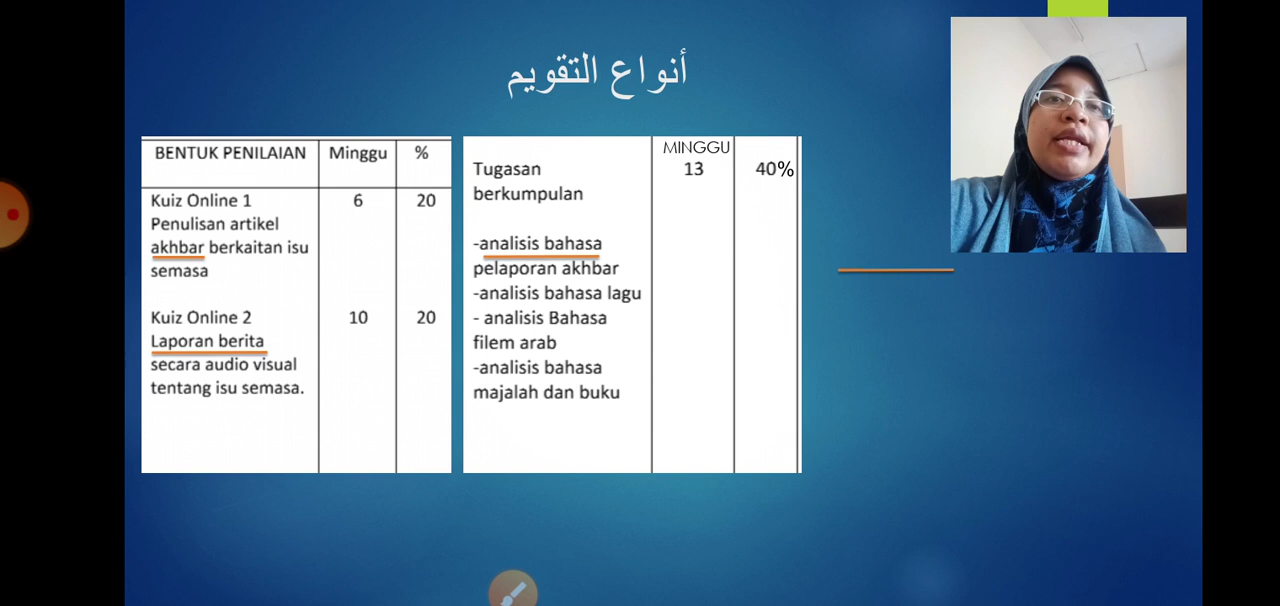 أنواع التقويم
BENTUK PENILAIAN Minggu %
Kuiz Online 1 6 20
Penulisan artikel
akhbar berkaitan isu
semasa
Kuiz Online 2 10 20
Laporan berita
secara audio visual
tentang isu semasa.
MINGGU
Tugasan 13 40%
berkumpulan
-analisis bahasa
pelaporan akhbar
-analisis bahasa lagu
- analisis Bahasa
filem arab
-analisis bahasa
majalah dan buku